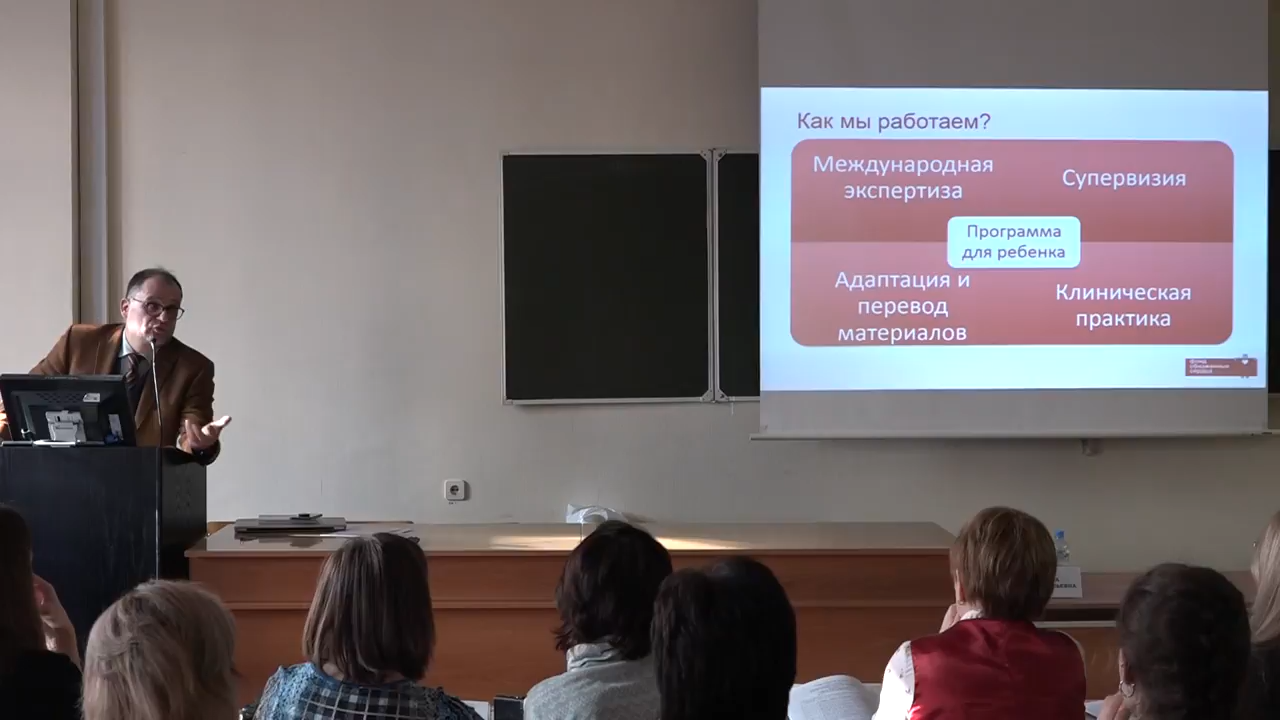 Как мы работаем?
Международная
экспертиза
Супервизия
Программа
для ребенка
Адаптация и
перевод
материалов
Клиническая
практика